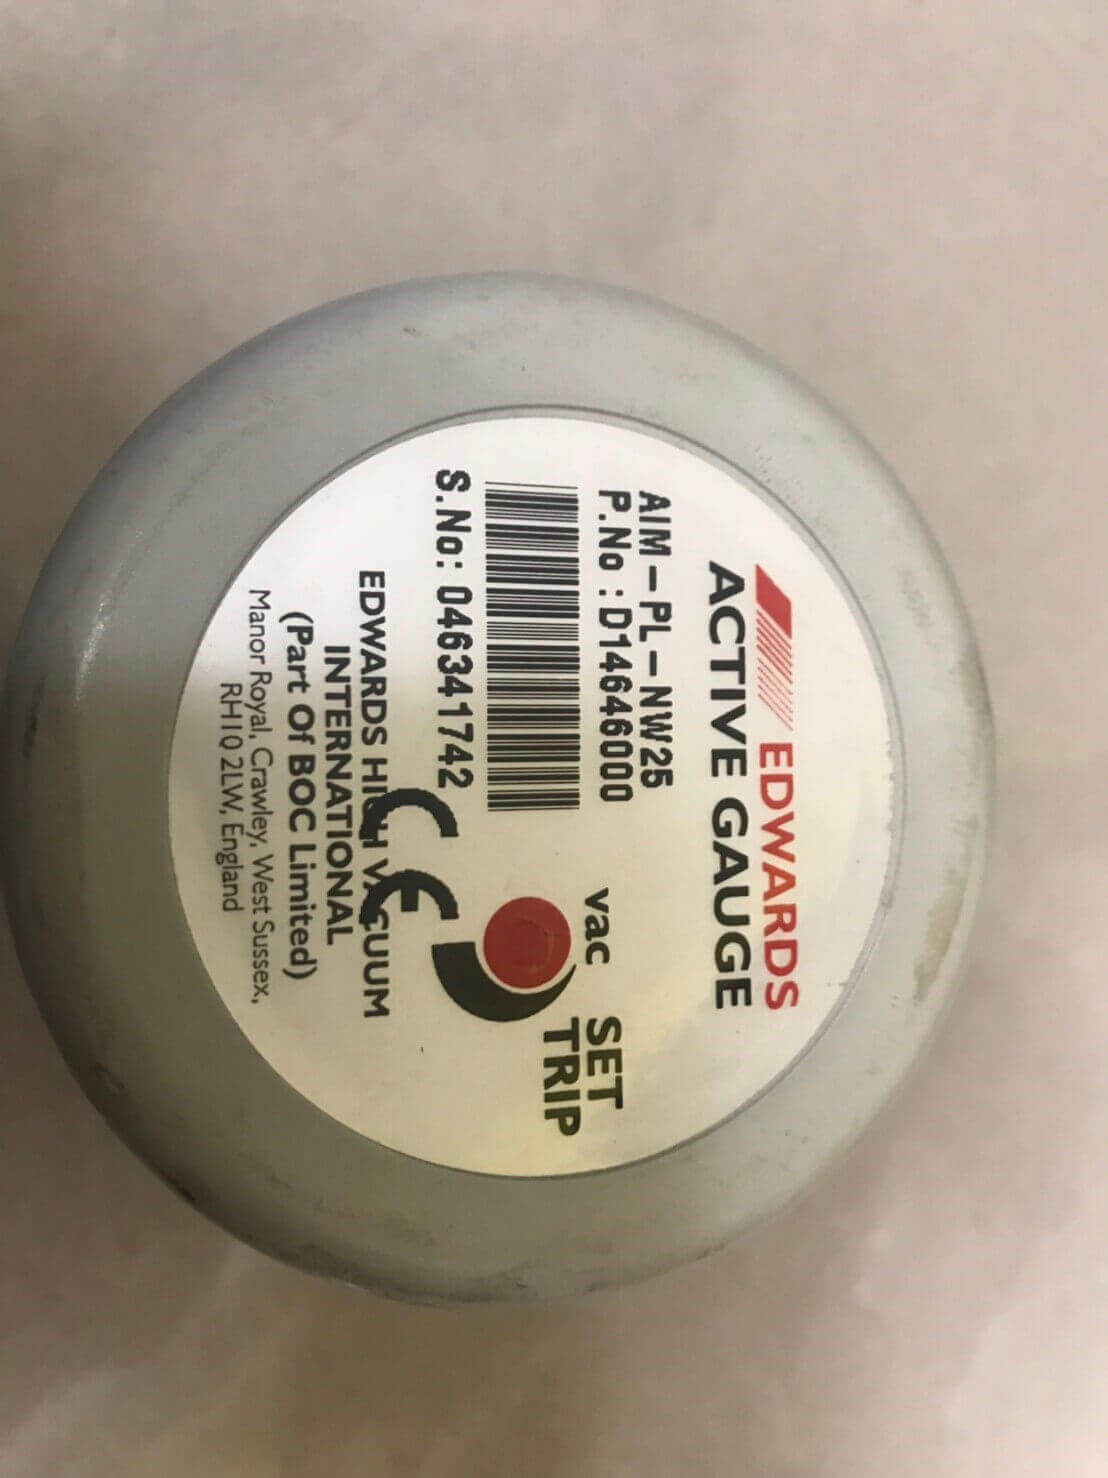 EDWARDS
ACTIVE GAUGE
AIM-PL-NW25
P.No : D14646000
S.No: 046341742
vac
SET
TRIP
CE
EDWARDS HIGH VACUUM
INTERNATIONAL
(Part Of BOC Limited)
Manor Royal, Crawley, West Sussex,
RH10 2LW, England